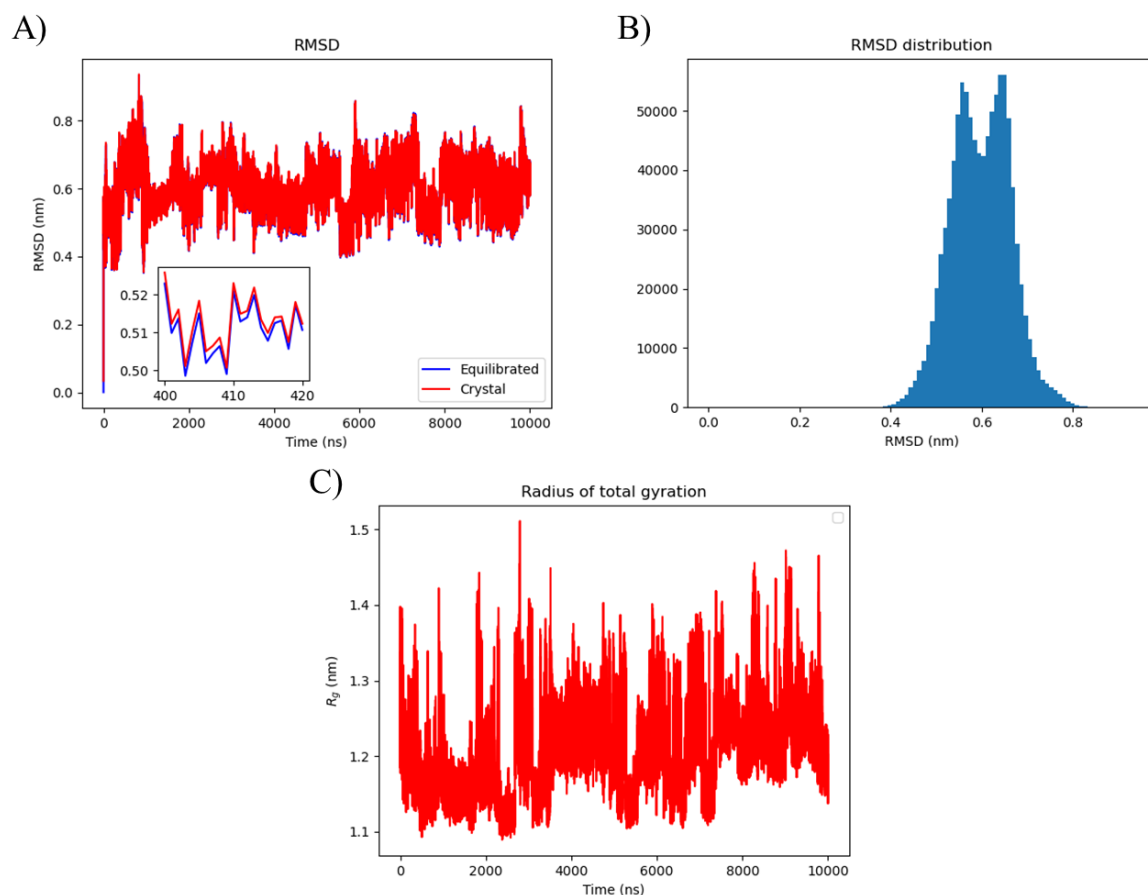 A)
RMSD
RMSD (nm)
0.8
0.6
0.4
0.2
0.0
0.52
0.51
0.50
400 410 420
Equilibrated
Crystal
0 2000 4000 6000 8000 10000
Time (ns)
B)
RMSD distribution
50000
40000
30000
20000
10000
0
0.0 0.2 0.4 0.6 0.8
RMSD (nm)
C)
Radius of total gyration
R_g (nm)
1.5
1.4
1.3
1.2
1.1
0 2000 4000 6000 8000 10000
Time (ns)